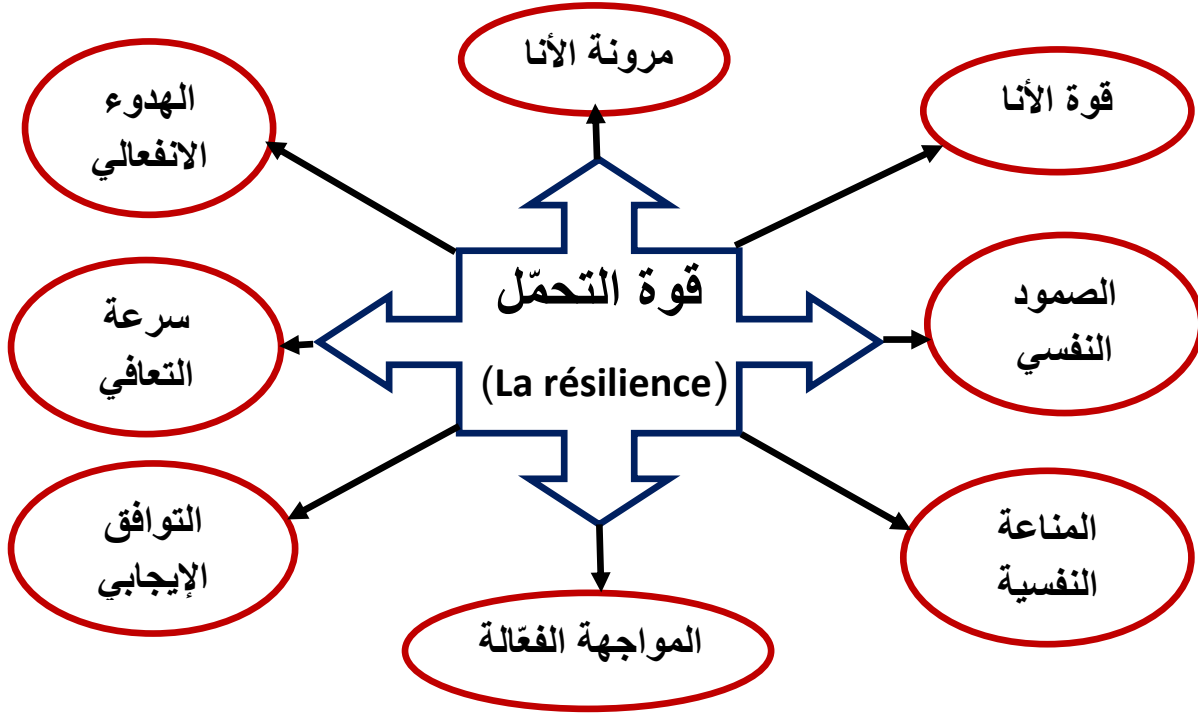 مرونة الأنا
قوة الأنا
الهدوء
الانفعالي
قوة التحمّل
(La résilience)
الصمود
النفسي
سرعة
التعافي
المناعة
النفسية
التوافق
الإيجابي
المواجهة الفعّالة